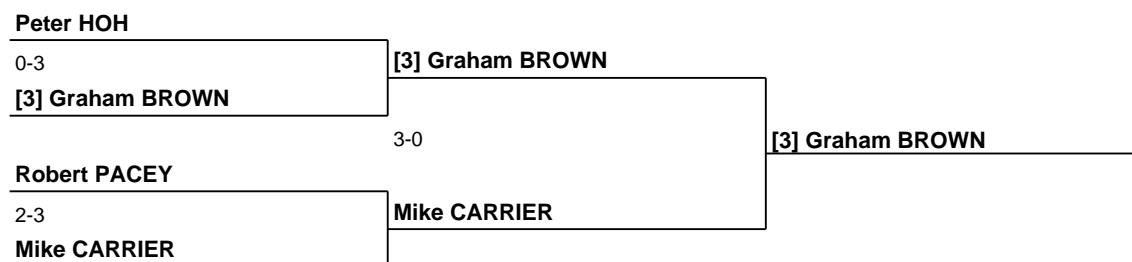 Peter HOH
0-3
[3] Graham BROWN
[3] Graham BROWN
3-0
[3] Graham BROWN
Robert PACEY
2-3
Mike CARRIER
Mike CARRIER